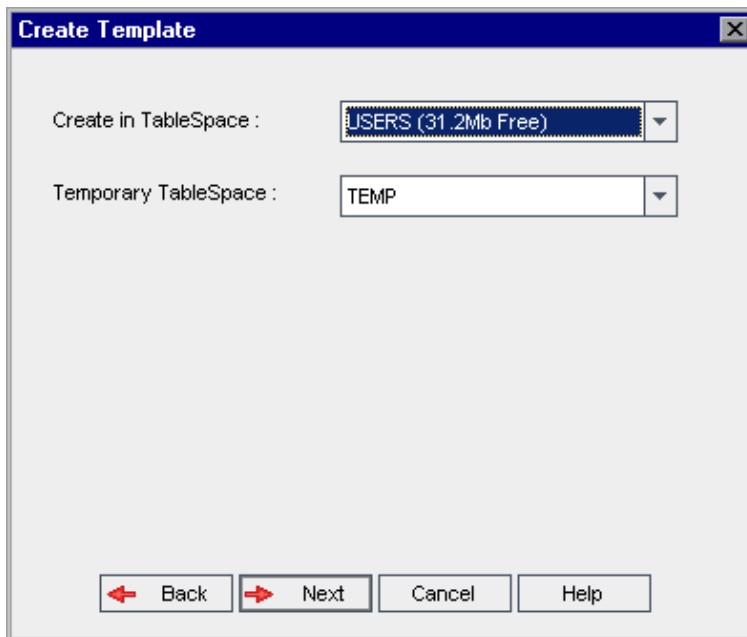 Create Template
Create in TableSpace :
USERS (31.2Mb Free)
Temporary TableSpace :
TEMP
Back
Next
Cancel
Help